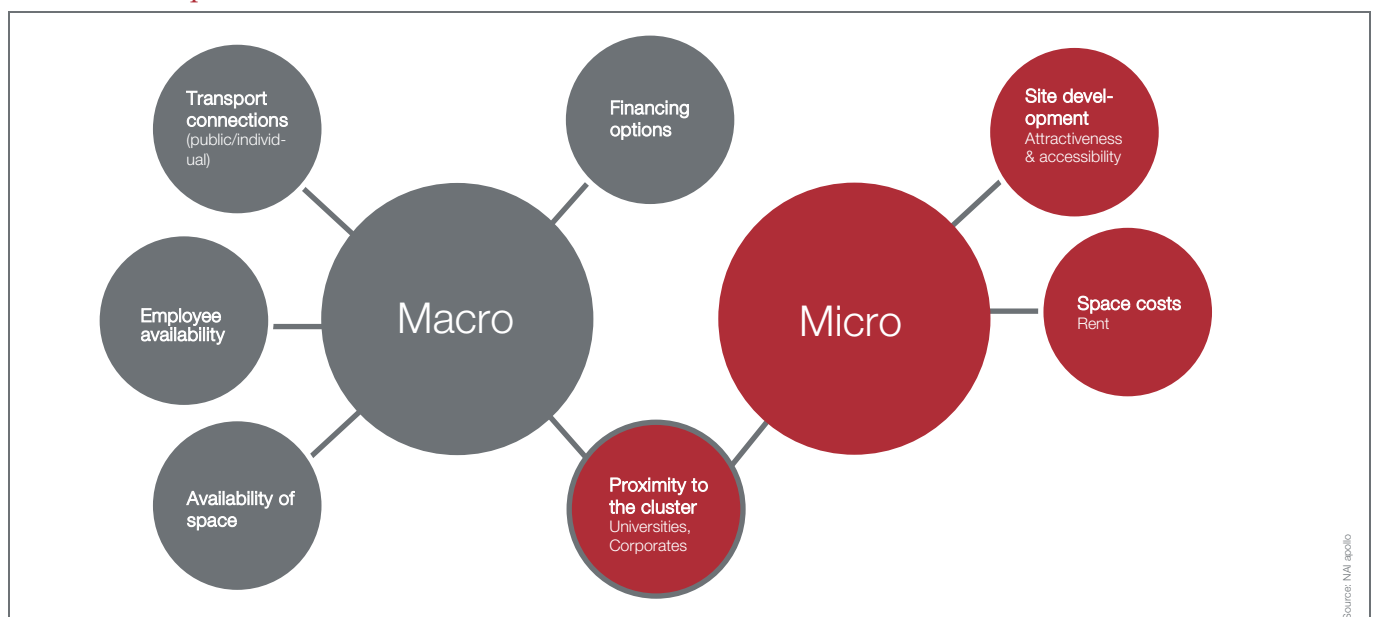 Transport
connections
(public/individ-
ual)
Financing
options
Site devel-
opment
Attractiveness
& accessibility
Employee
availability
Macro
Micro
Space costs
Rent
Availability of
space
Proximity to
the cluster
Universities,
Corporates
Source: NAI apollo